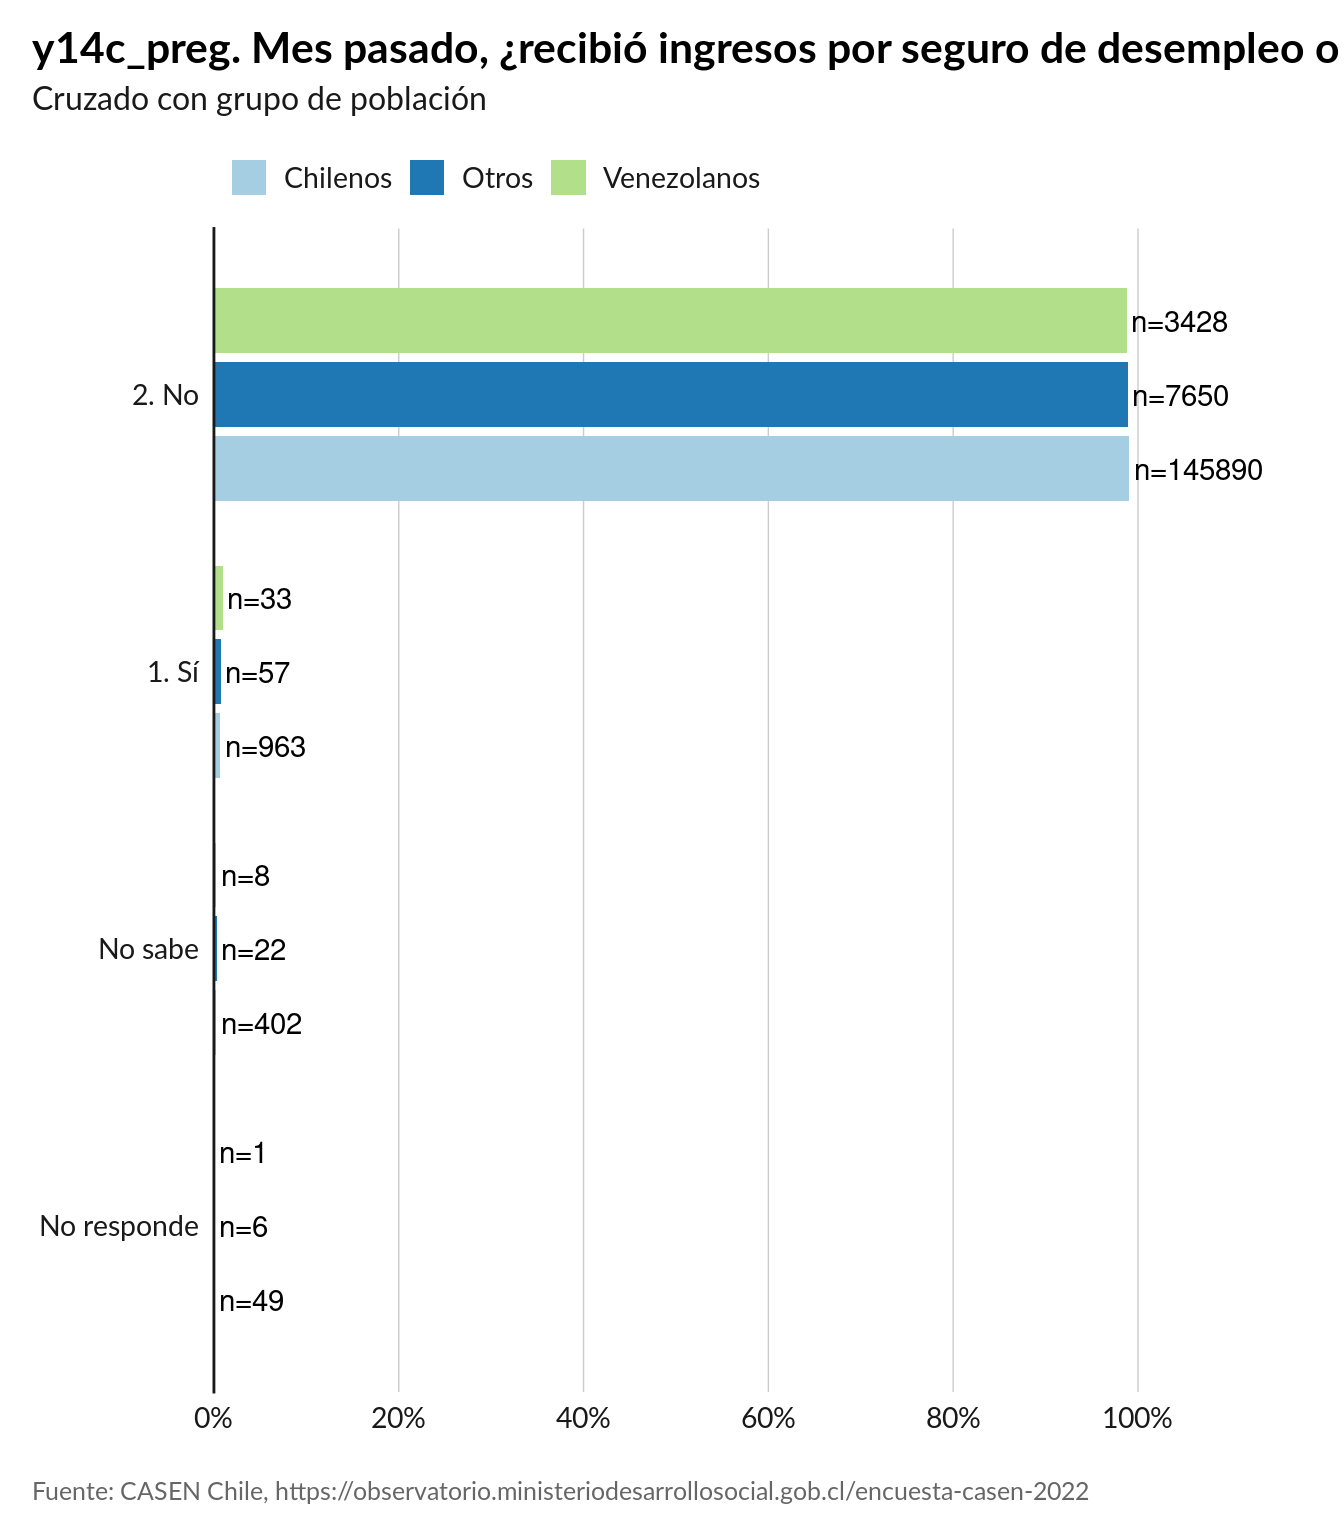 y14c_preg. Mes pasado, ¿recibió ingresos por seguro de desempleo o
Cruzado con grupo de población
Chilenos Otros Venezolanos
n=3428
2. No n=7650
n=145890
n=33
1. Sí n=57
n=963
n=8
No sabe n=22
n=402
n=1
No responde n=6
n=49
0% 20% 40% 60% 80% 100%
Fuente: CASEN Chile, https://observatorio.ministeriodesarrollosocial.gob.cl/encuesta-casen-2022